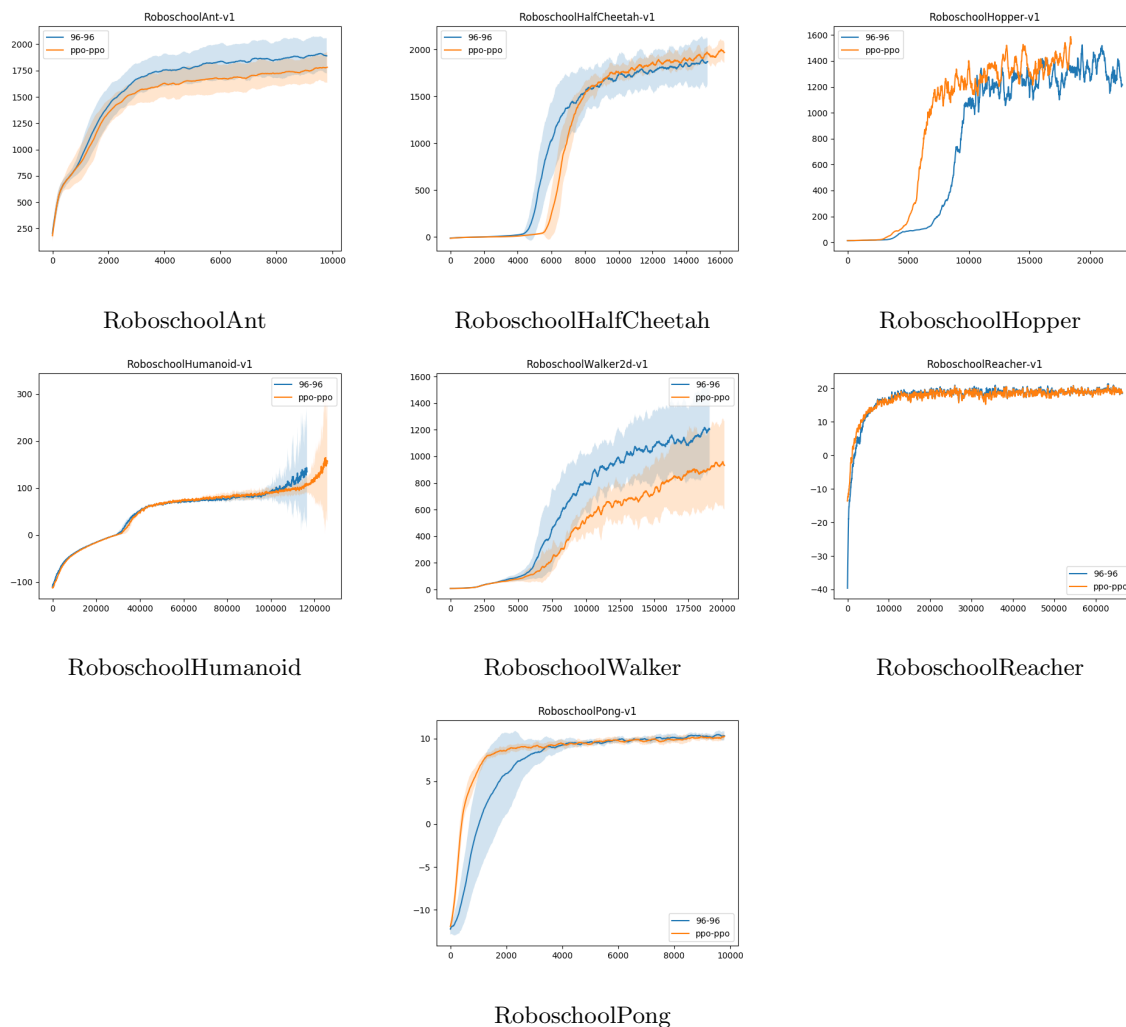 RoboschoolAnt-v1
96-96
ppo-ppo
2000
1750
1500
1250
1000
750
500
250
0 2000 4000 6000 8000 10000
RoboschoolAnt
RoboschoolHalfCheetah-v1
96-96
ppo-ppo
2000
1500
1000
500
0
0 2000 4000 6000 8000 10000 12000 14000 16000
RoboschoolHalfCheetah
RoboschoolHopper-v1
96-96
ppo-ppo
1600
1400
1200
1000
800
600
400
200
0
0 5000 10000 15000 20000
RoboschoolHopper
RoboschoolHumanoid-v1
96-96
ppo-ppo
300
200
100
0
−100
0 20000 40000 60000 80000 100000 120000
RoboschoolHumanoid
RoboschoolWalker2d-v1
96-96
ppo-ppo
1600
1400
1200
1000
800
600
400
200
0
0 2500 5000 7500 10000 12500 15000 17500 20000
RoboschoolWalker
RoboschoolReacher-v1
20
10
0
−10
−20
−30
−40
96-96
ppo-ppo
0 10000 20000 30000 40000 50000 60000
RoboschoolReacher
RoboschoolPong-v1
10
5
0
−5
−10
96-96
ppo-ppo
0 2000 4000 6000 8000 10000
RoboschoolPong